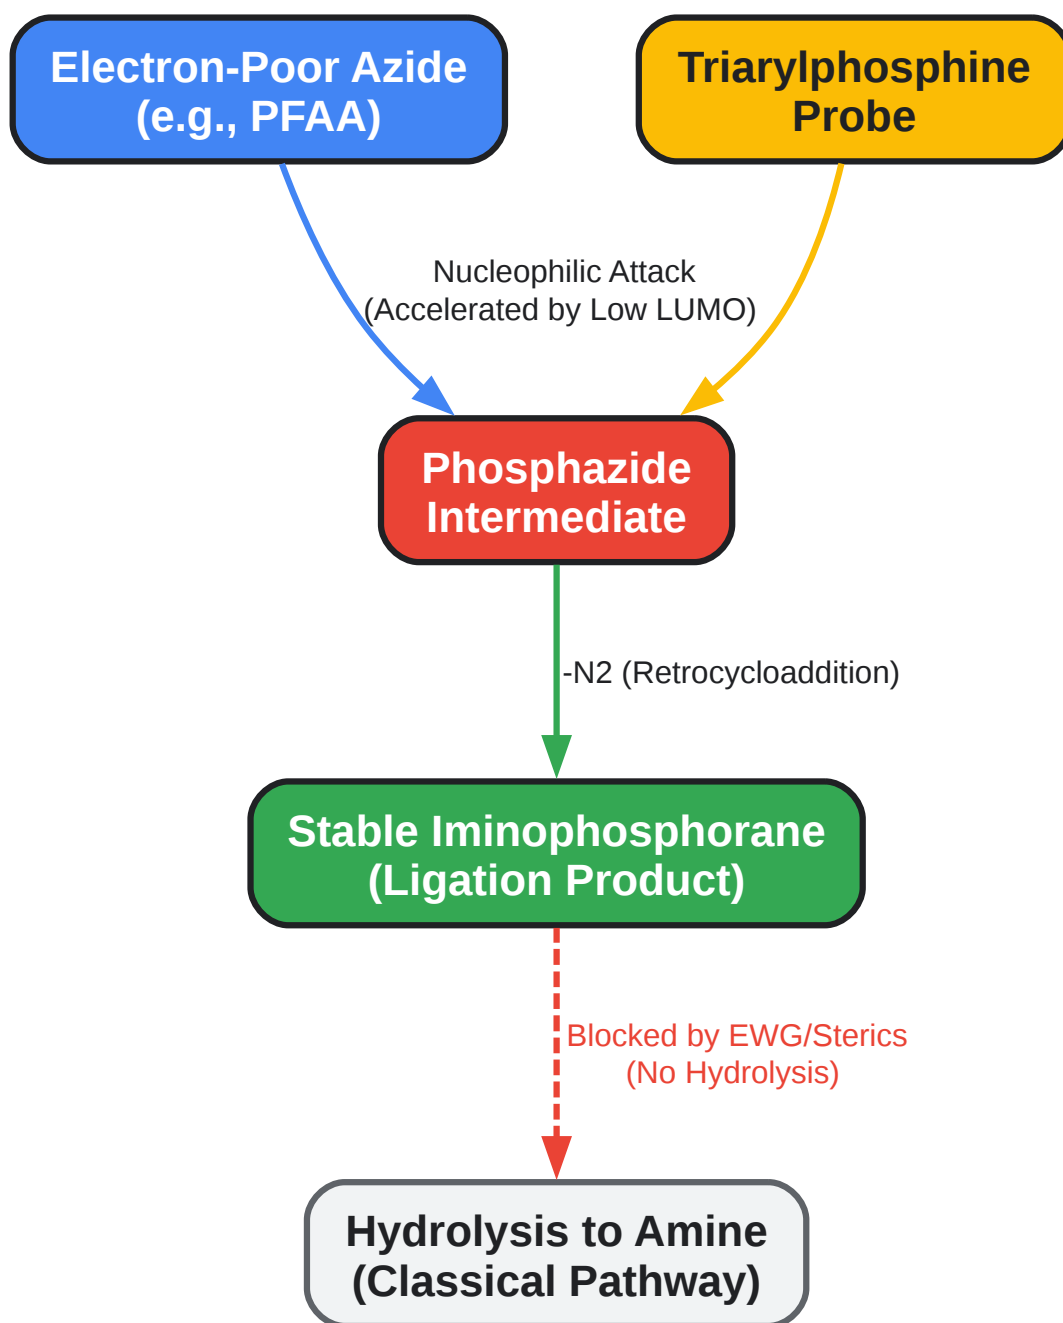 Electron-Poor Azide
(e.g., PFAA)
Triarylphosphine
Probe
Nucleophilic Attack
(Accelerated by Low LUMO)
Phosphazide
Intermediate
-N2 (Retrocycloaddition)
Stable Iminophosphorane
(Ligation Product)
Blocked by EWG/Sterics
(No Hydrolysis)
Hydrolysis to Amine
(Classical Pathway)